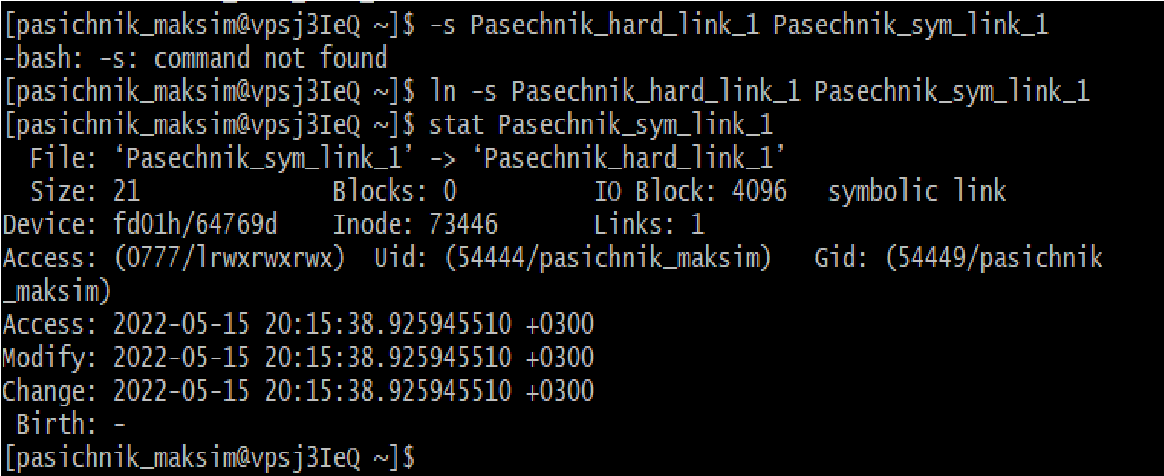 [pasichnik_maksim@vpsj3IeQ ~]$ -s Pasechnik_hard_link_1 Pasechnik_sym_link_1
-bash: -s: command not found
[pasichnik_maksim@vpsj3IeQ ~]$ ln -s Pasechnik_hard_link_1 Pasechnik_sym_link_1
[pasichnik_maksim@vpsj3IeQ ~]$ stat Pasechnik_sym_link_1
  File: ‘Pasechnik_sym_link_1’ -> ‘Pasechnik_hard_link_1’
  Size: 21              Blocks: 0          IO Block: 4096   symbolic link
Device: fd01h/64769d    Inode: 73446       Links: 1
Access: (0777/lrwxrwxrwx)  Uid: (54444/pasichnik_maksim)   Gid: (54449/pasichnik
_maksim)
Access: 2022-05-15 20:15:38.925945510 +0300
Modify: 2022-05-15 20:15:38.925945510 +0300
Change: 2022-05-15 20:15:38.925945510 +0300
 Birth: -
[pasichnik_maksim@vpsj3IeQ ~]$